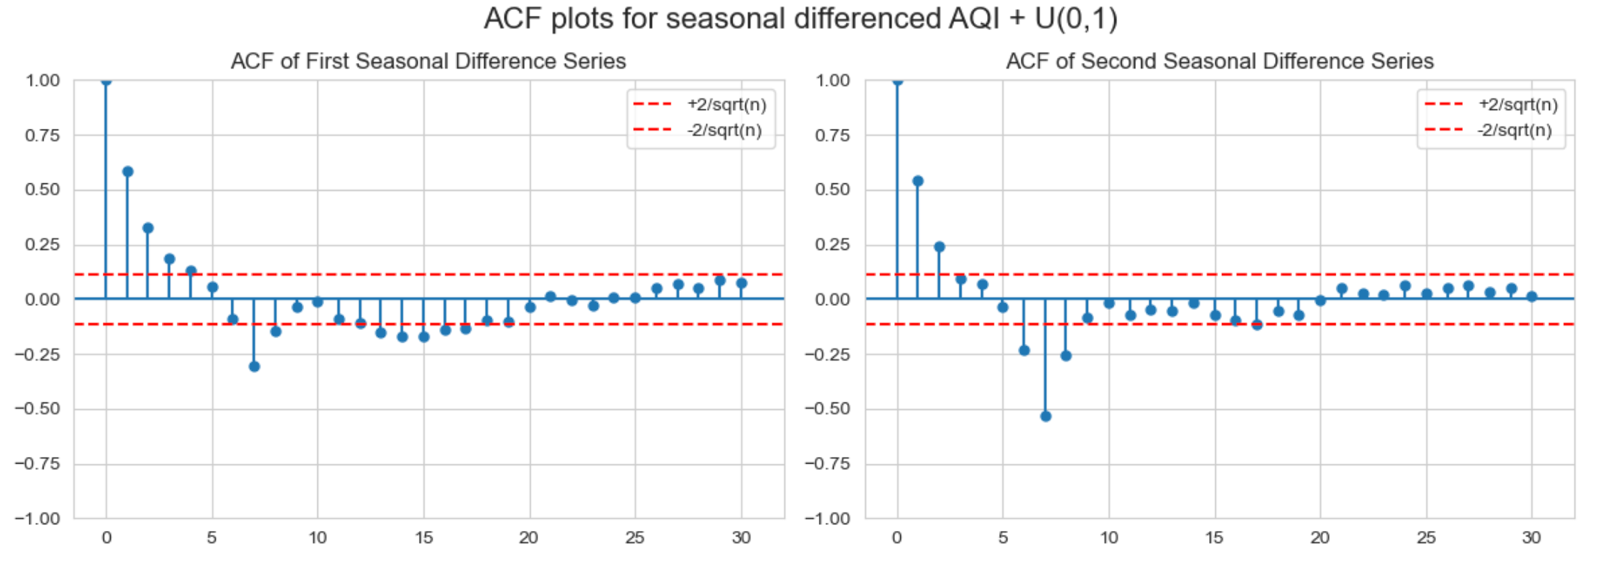 ACF plots for seasonal differenced AQI + U(0,1)
ACF of First Seasonal Difference Series
1.00
0.75
0.50
0.25
0.00
−0.25
−0.50
−0.75
−1.00
+2/sqrt(n)
-2/sqrt(n)
0 5 10 15 20 25 30
ACF of Second Seasonal Difference Series
1.00
0.75
0.50
0.25
0.00
−0.25
−0.50
−0.75
−1.00
+2/sqrt(n)
-2/sqrt(n)
0 5 10 15 20 25 30